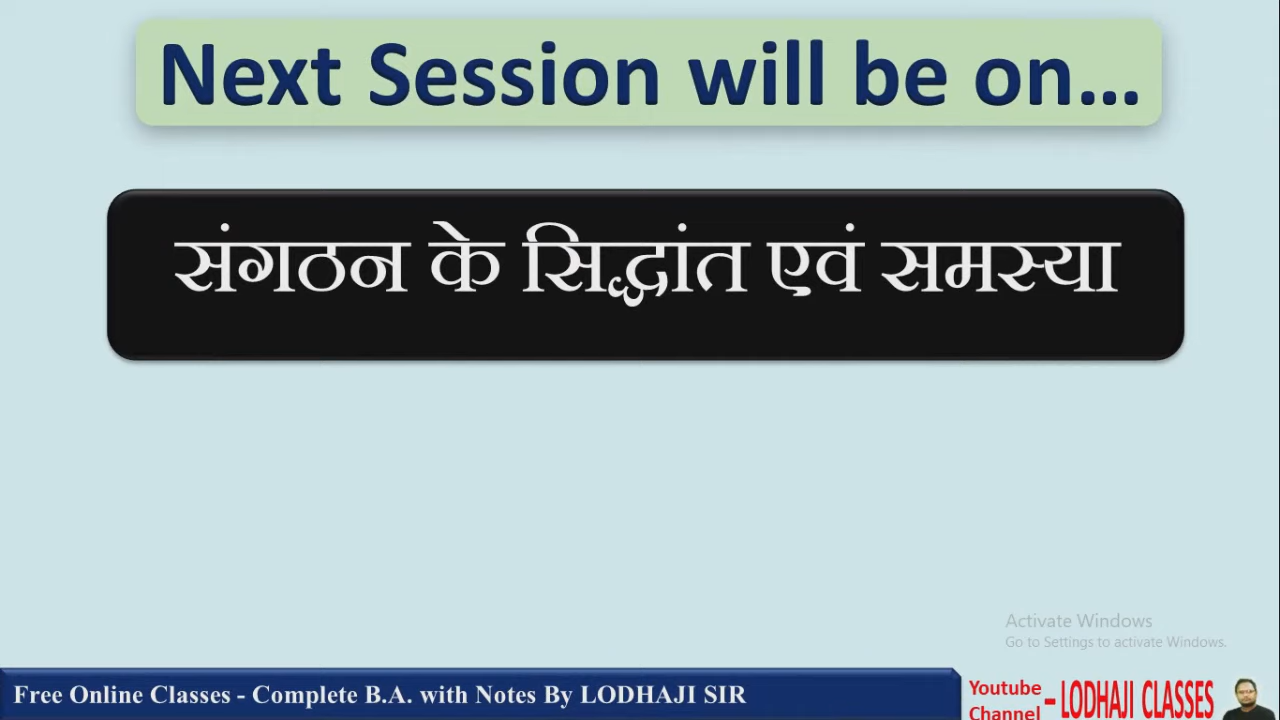 Next Session will be on...
संगठन के सिद्धांत एवं समस्या
Activate Windows
Go to Settings to activate Windows.
Free Online Classes - Complete B.A. with Notes By LODHAJI SIR
Youtube Channel – LODHAJI CLASSES